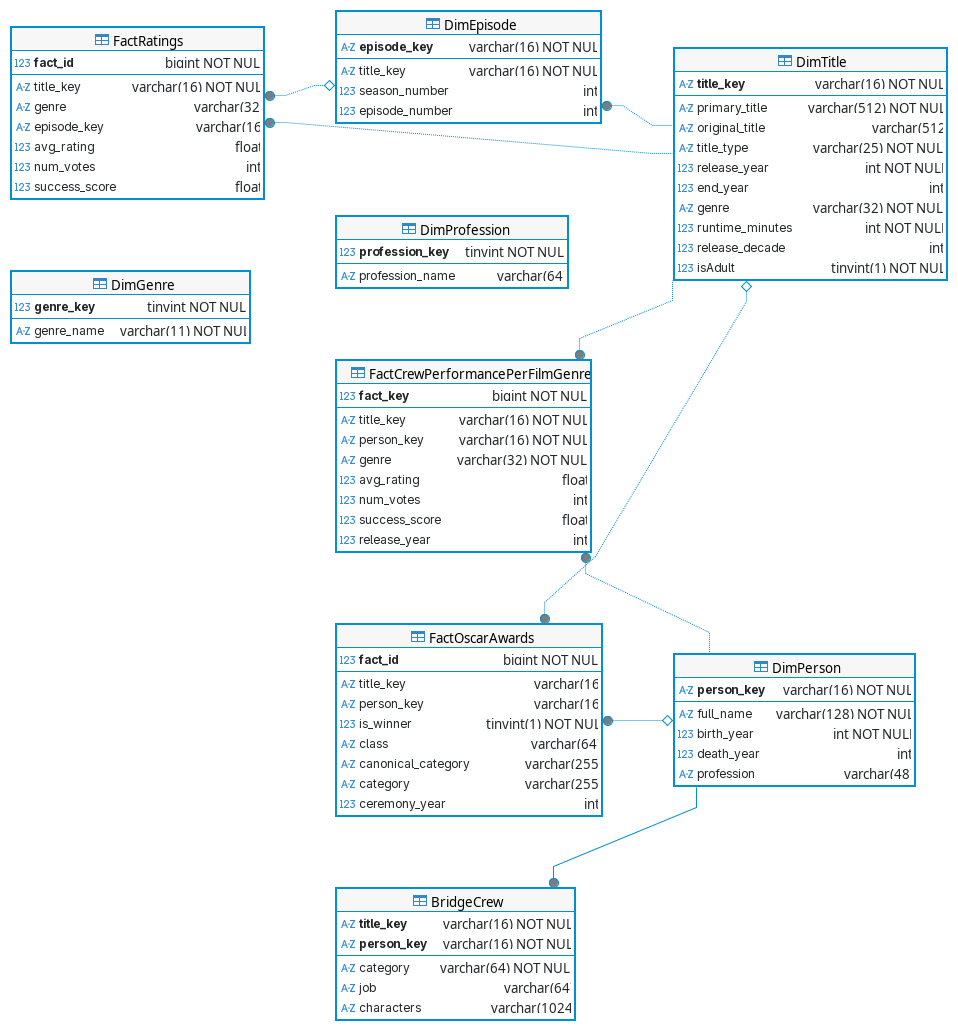 FactRatings
123 fact_id bigint NOT NUL
A-Z title_key varchar(16) NOT NUL
A-Z genre varchar(32
A-Z episode_key varchar(16
123 avg_rating float
123 num_votes int
123 success_score float
DimEpisode
A-Z episode_key varchar(16) NOT NUL
A-Z title_key varchar(16) NOT NUL
123 season_number int
123 episode_number int
DimTitle
A-Z title_key varchar(16) NOT NUL
A-Z primary_title varchar(512) NOT NUL
A-Z original_title varchar(512
A-Z title_type varchar(25) NOT NUL
123 release_year int NOT NULL
123 end_year int
A-Z genre varchar(32) NOT NUL
123 runtime_minutes int NOT NULL
123 release_decade int
123 isAdult tinyint(1) NOT NUL
DimProfession
123 profession_key tinyint NOT NUL
A-Z profession_name varchar(64
DimGenre
123 genre_key tinyint NOT NUL
A-Z genre_name varchar(11) NOT NUL
FactCrewPerformancePerFilmGenre
123 fact_key bigint NOT NUL
A-Z title_key varchar(16) NOT NUL
A-Z person_key varchar(16) NOT NUL
A-Z genre varchar(32) NOT NUL
123 avg_rating float
123 num_votes int
123 success_score float
123 release_year int
FactOscarAwards
123 fact_id bigint NOT NUL
A-Z title_key varchar(16
A-Z person_key varchar(16
123 is_winner tinyint(1) NOT NUL
A-Z class varchar(64
A-Z canonical_category varchar(255
A-Z category varchar(255
123 ceremony_year int
DimPerson
A-Z person_key varchar(16) NOT NUL
A-Z full_name varchar(128) NOT NUL
123 birth_year int NOT NULL
123 death_year int
A-Z profession varchar(48
BridgeCrew
A-Z title_key varchar(16) NOT NUL
A-Z person_key varchar(16) NOT NUL
A-Z category varchar(64) NOT NUL
A-Z job varchar(64
A-Z characters varchar(1024